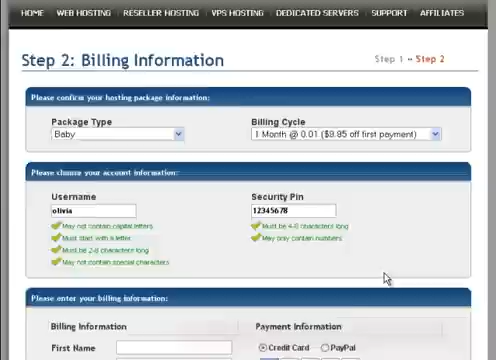 HOME WEB HOSTING RESELLER HOSTING VPS HOSTING DEDICATED SERVERS SUPPORT AFFILIATES
Step 2: Billing Information
Step 1 - Step 2
Please confirm your hosting package information:
Package Type Billing Cycle
Baby 1 Month @ 0.01 ($9.95 off first payment)
Please choose your account information:
Username Security Pin
olivia 12345678
May not contain capital letters Must be 4-8 characters long
Must start with a letter May only contain numbers
Must be 2-8 characters long
May not contain special characters
Please enter your billing information:
Billing Information Payment Information
First Name Credit Card PayPal